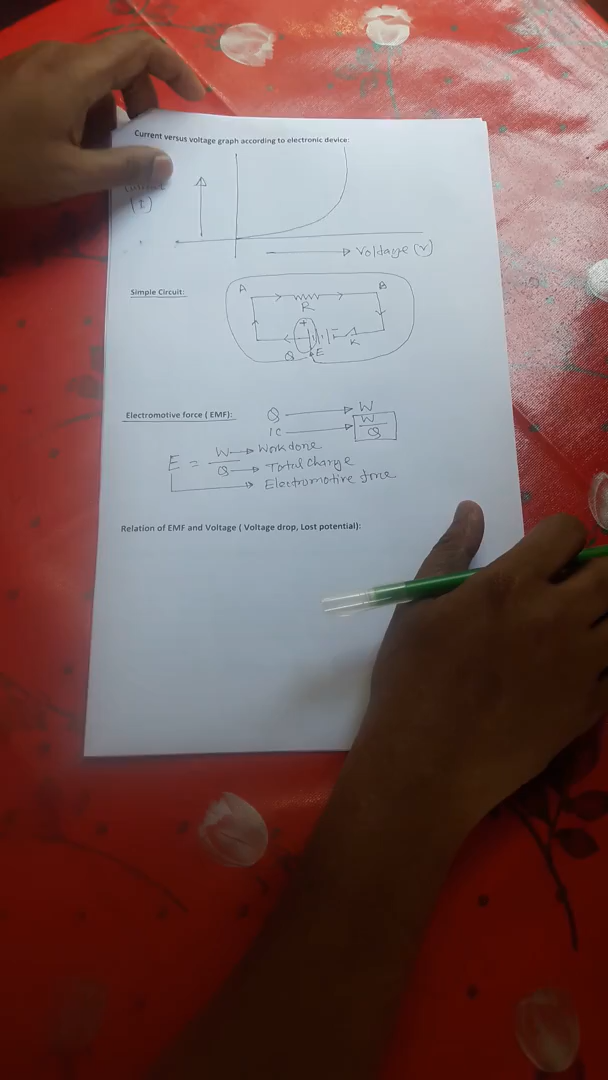 Current versus voltage graph according to electronic device:
(I)
Voltage (V)
Simple Circuit:
A B
R
+
Q E K
Electromotive force ( EMF):
Q → W
1C → W/Q
E = W/Q → Work done
→ Total Charge
→ Electromotive force
Relation of EMF and Voltage ( Voltage drop, Lost potential):